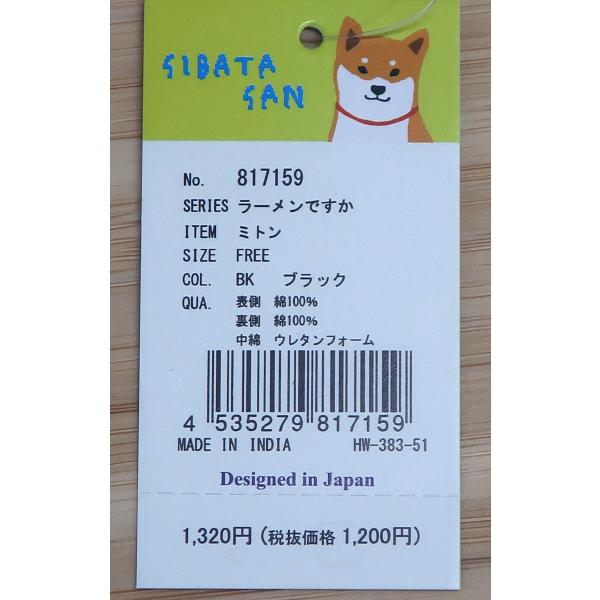 SIBATA
SAN
No. 817159
SERIES ラーメンですか
ITEM ミトン
SIZE FREE
COL. BK ブラック
QUA. 表側 綿100%
裏側 綿100%
中綿 ウレタンフォーム
4 535279 817159
MADE IN INDIA HW-383-51
Designed in Japan
1,320円(税抜価格 1,200円)